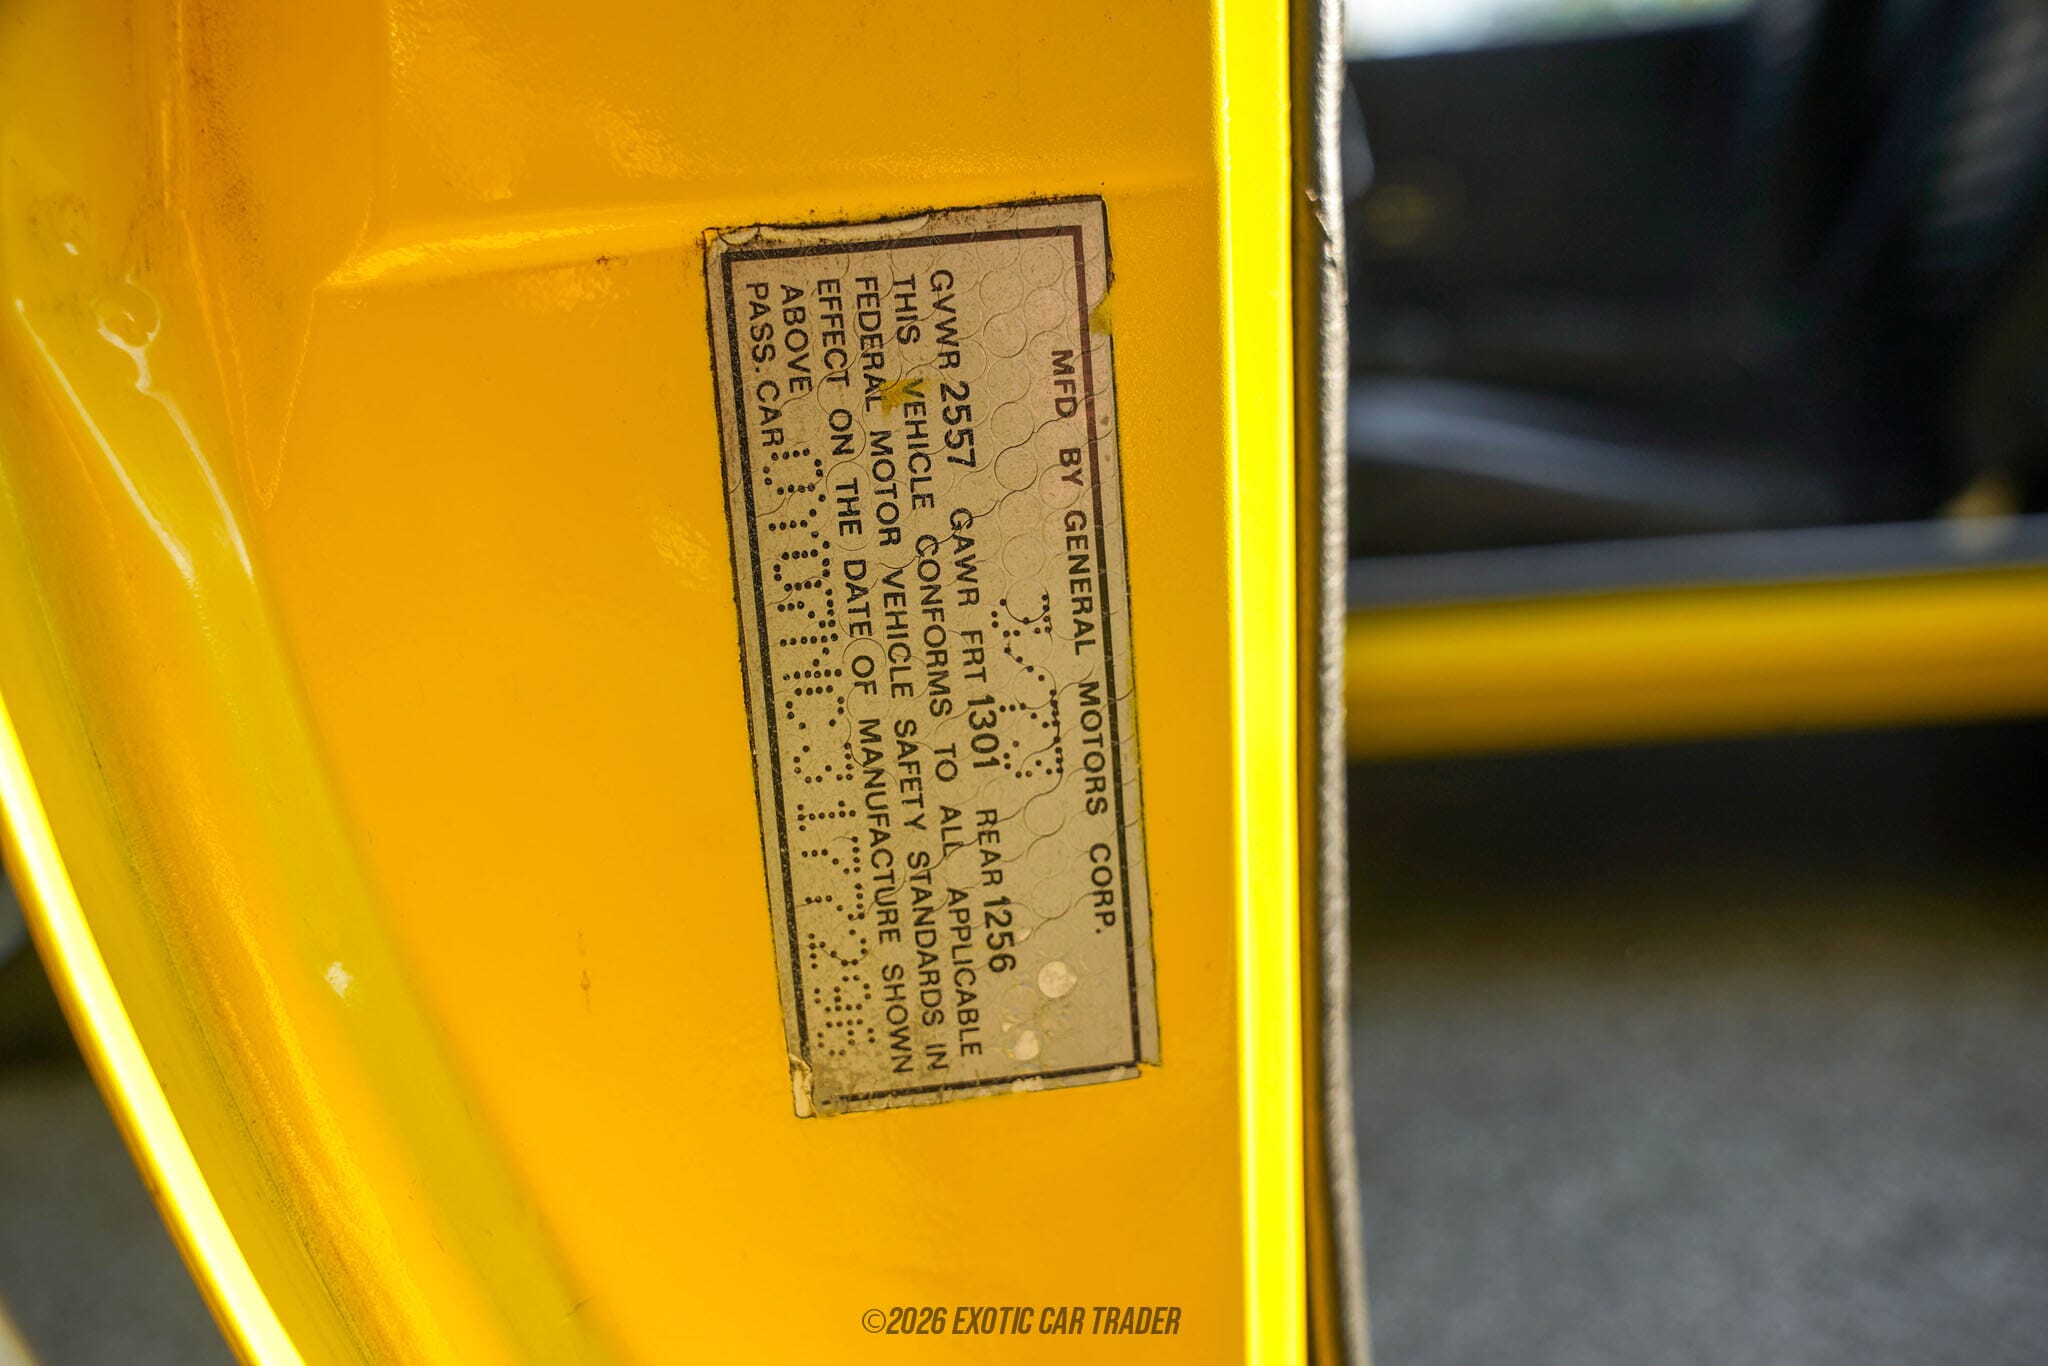 MFD BY GENERAL MOTORS CORP.
GVWR 2557 GAWR FRT 1301 REAR 1256
THIS VEHICLE CONFORMS TO ALL APPLICABLE
FEDERAL MOTOR VEHICLE SAFETY STANDARDS IN
EFFECT ON THE DATE OF MANUFACTURE SHOWN
ABOVE
PASS. CAR
©2026 EXOTIC CAR TRADER